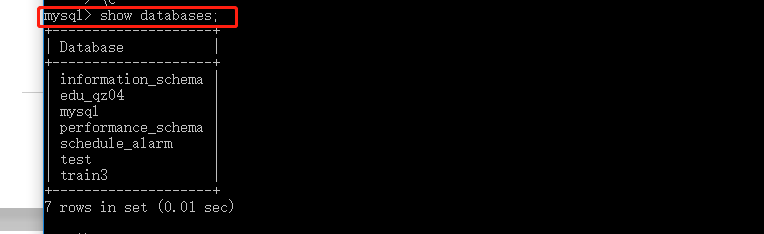 mysql> show databases;
+--------------------+
| Database           |
+--------------------+
| information_schema |
| edu_qz04           |
| mysql              |
| performance_schema |
| schedule_alarm     |
| test               |
| train3             |
+--------------------+
7 rows in set (0.01 sec)